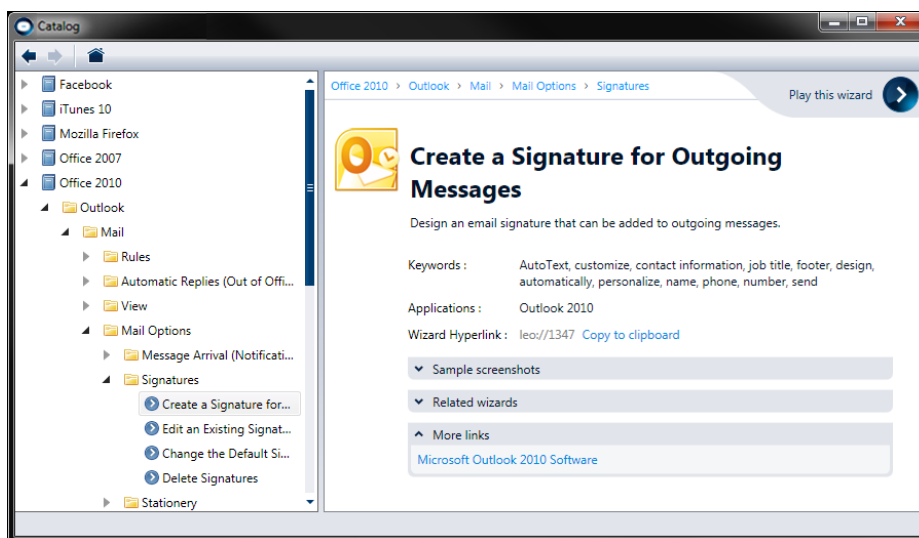 Catalog
Facebook
iTunes 10
Mozilla Firefox
Office 2007
Office 2010
Outlook
Mail
Rules
Automatic Replies (Out of Offi...
View
Mail Options
Message Arrival (Notificati...
Signatures
Create a Signature for...
Edit an Existing Signat...
Change the Default Si...
Delete Signatures
Stationery
Office 2010 > Outlook > Mail > Mail Options > Signatures
Play this wizard
Create a Signature for Outgoing
Messages
Design an email signature that can be added to outgoing messages.
Keywords : AutoText, customize, contact information, job title, footer, design,
automatically, personalize, name, phone, number, send
Applications : Outlook 2010
Wizard Hyperlink : leo://1347 Copy to clipboard
Sample screenshots
Related wizards
More links
Microsoft Outlook 2010 Software